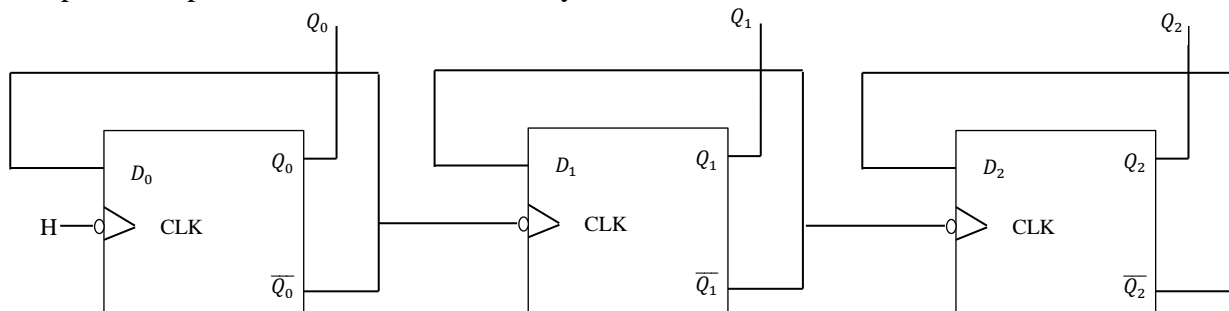 Q₀ Q₁ Q₂
Q₀ Q₁ Q₂
D₀ D₁ D₂
H CLK CLK CLK
Q̅₀ Q̅₁ Q̅₂